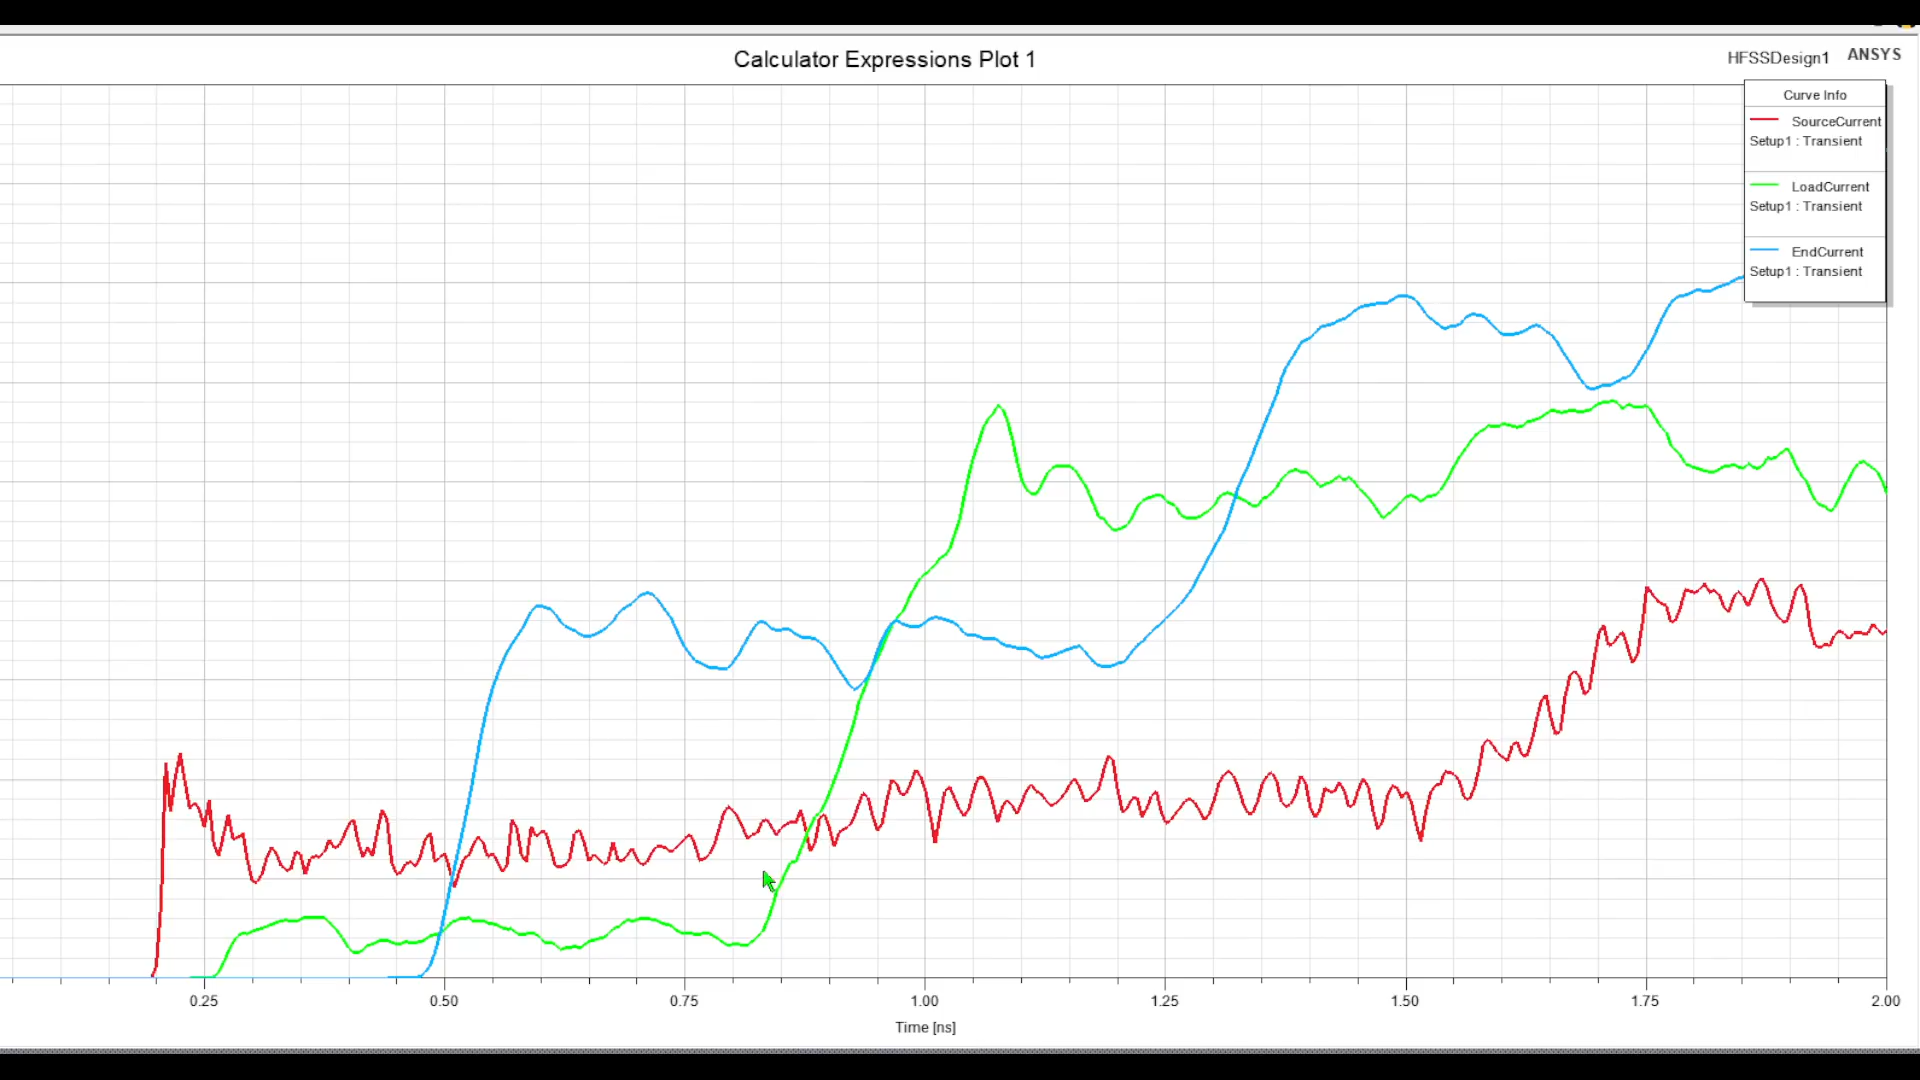 Calculator Expressions Plot 1
HFSSDesign1
ANSYS
Curve Info
SourceCurrent
Setup1 : Transient
LoadCurrent
Setup1 : Transient
EndCurrent
Setup1 : Transient
0.25 0.50 0.75 1.00 1.25 1.50 1.75 2.00
Time [ns]